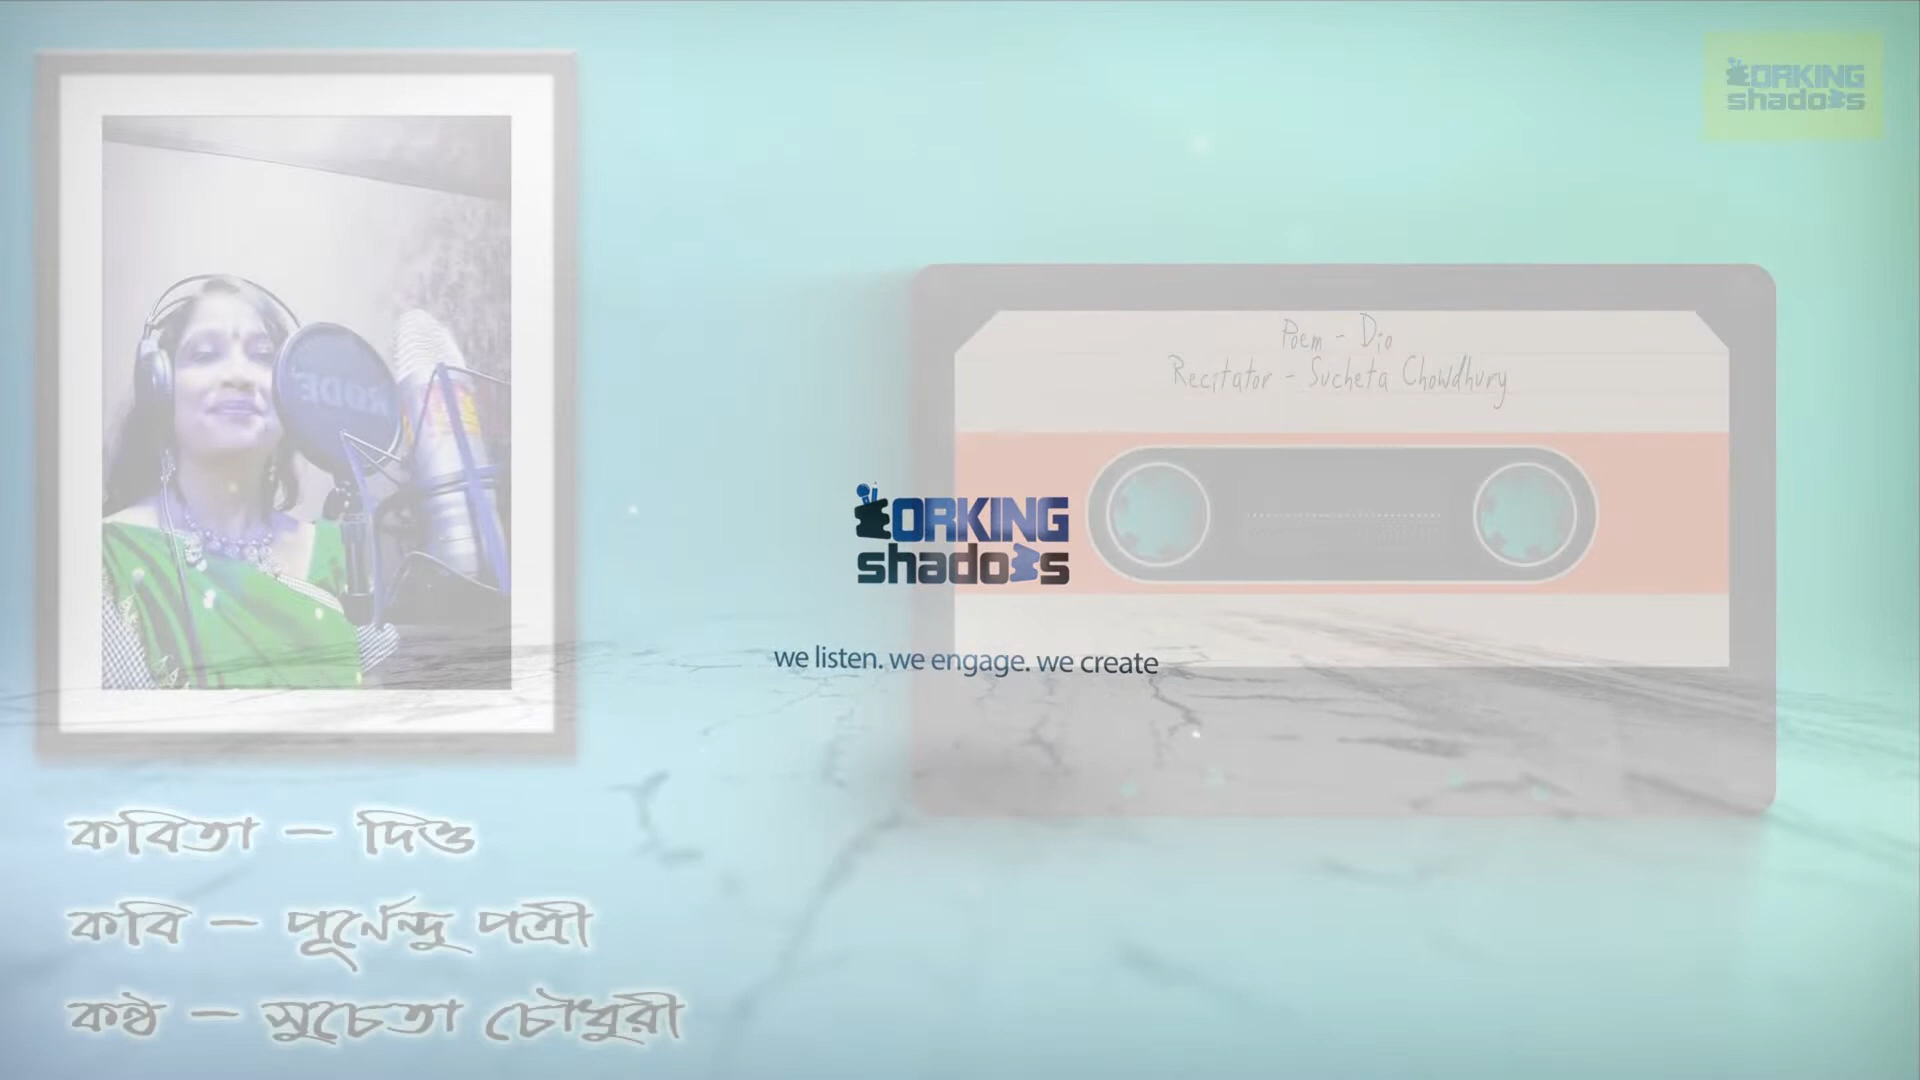 WORKING
shadows
RODE
Poem - Dio
Recitator - Sucheta Chowdhury
WORKING
shadows
we listen. we engage. we create
কবিতা - দিও
কবি - পূর্ণেন্দু পত্রী
কন্ঠ - সুচেতা চৌধুরী